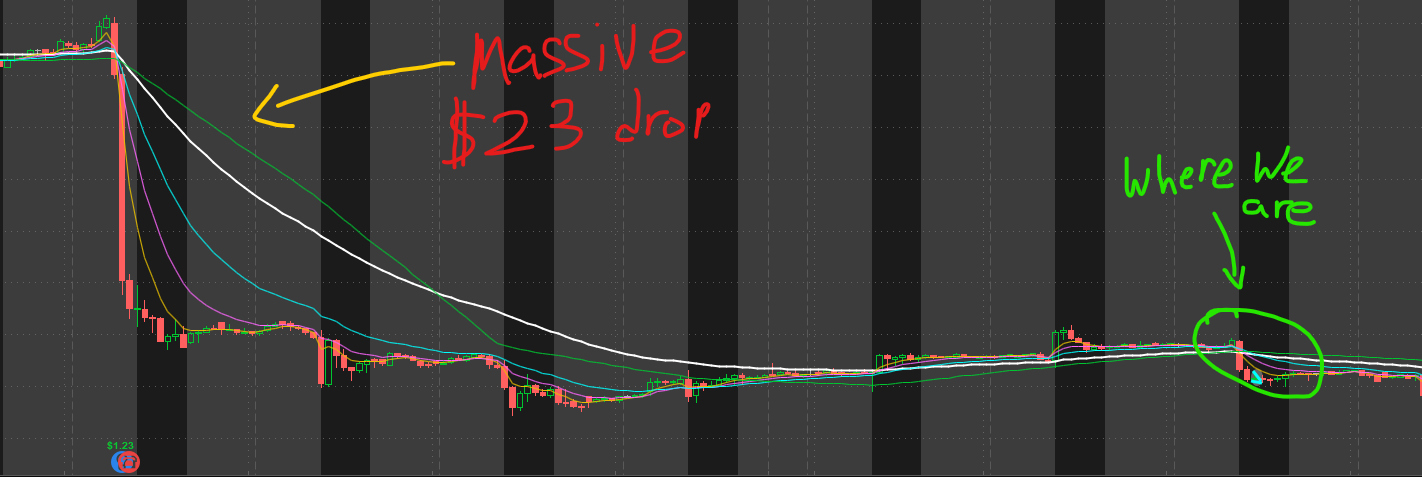 Massive
$23 drop
where we
are
$1.23